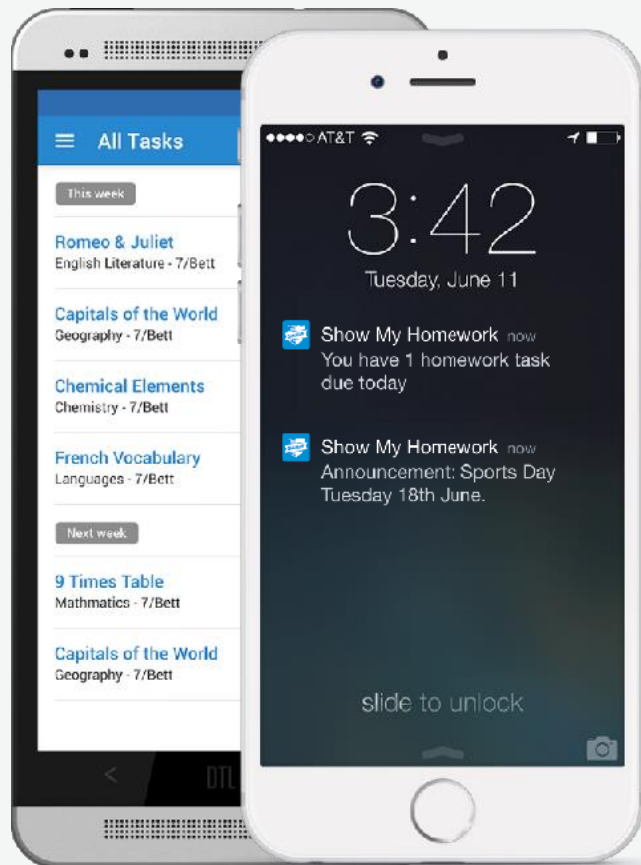 All Tasks
This week
Romeo & Juliet
English Literature - 7/Bett
Capitals of the World
Geography - 7/Bett
Chemical Elements
Chemistry - 7/Bett
French Vocabulary
Languages - 7/Bett
Next week
9 Times Table
Mathmatics - 7/Bett
Capitals of the World
Geography - 7/Bett
DTL
AT&T
3:42
Tuesday, June 11
Show My Homework now
You have 1 homework task
due today
Show My Homework now
Announcement: Sports Day
Tuesday 18th June.
slide to unlock